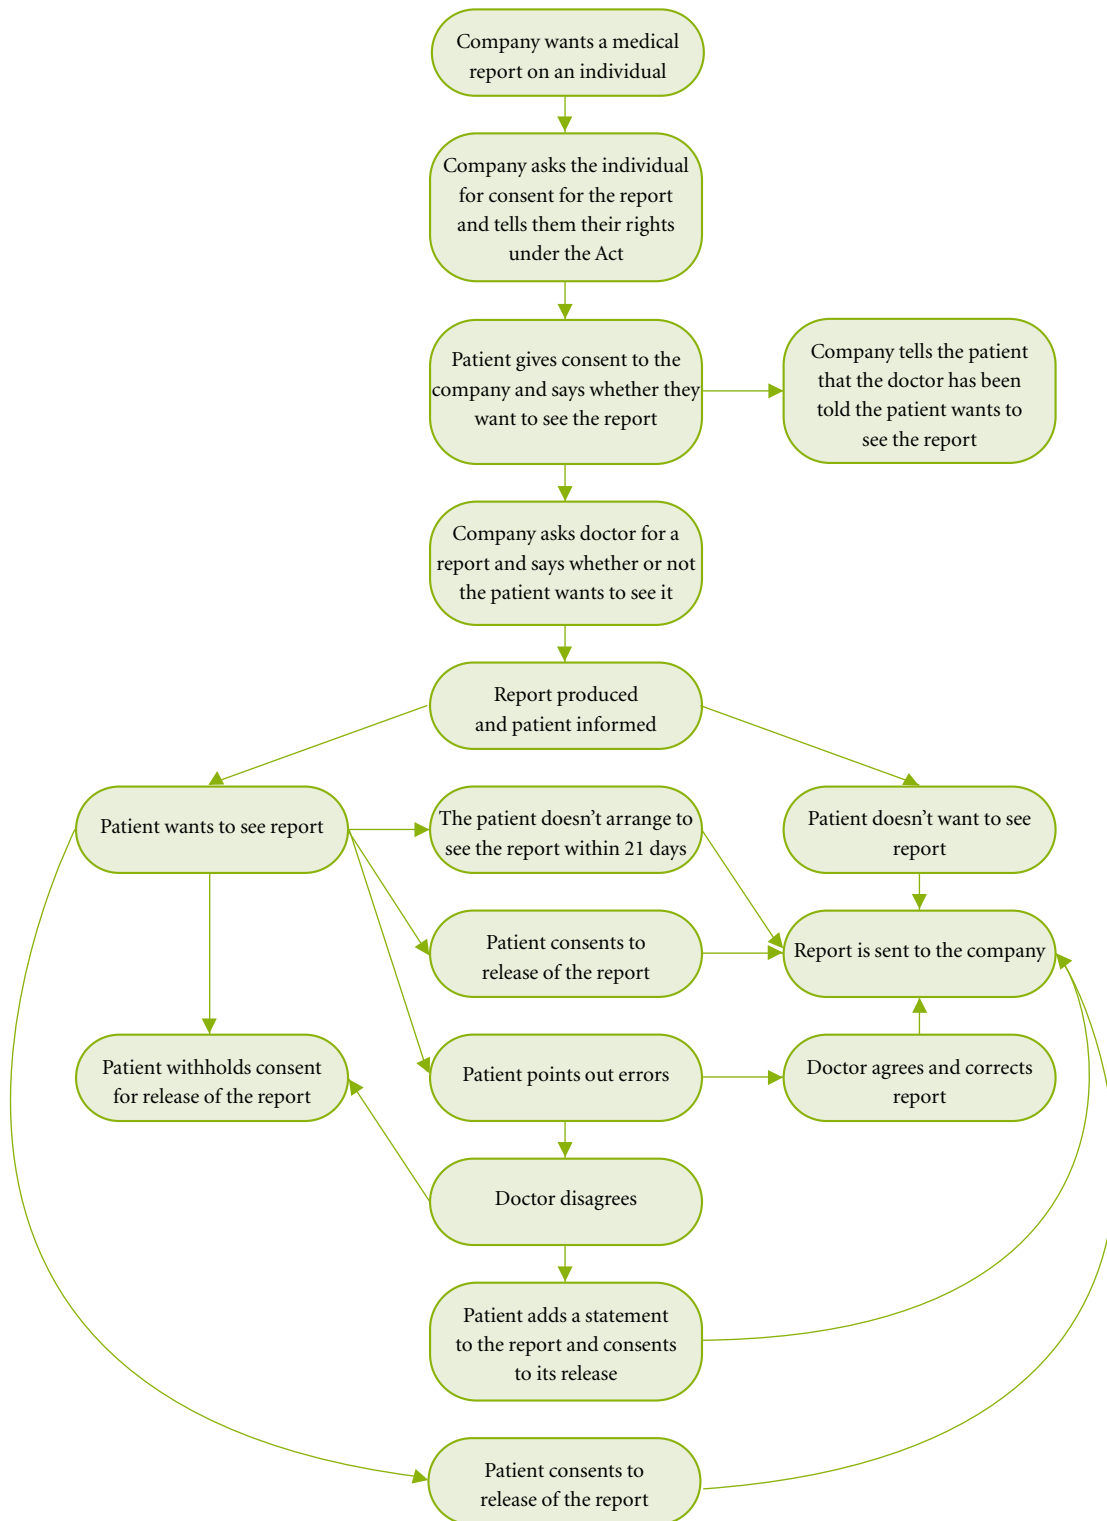 Company wants a medical
report on an individual
Company asks the individual
for consent for the report
and tells them their rights
under the Act
Patient gives consent to the
company and says whether they
want to see the report
Company tells the patient
that the doctor has been
told the patient wants to
see the report
Company asks doctor for a
report and says whether or not
the patient wants to see it
Report produced
and patient informed
Patient wants to see report
The patient doesn’t arrange to
see the report within 21 days
Patient doesn’t want to see
report
Patient consents to
release of the report
Report is sent to the company
Patient withholds consent
for release of the report
Patient points out errors
Doctor agrees and corrects
report
Doctor disagrees
Patient adds a statement
to the report and consents
to its release
Patient consents to
release of the report